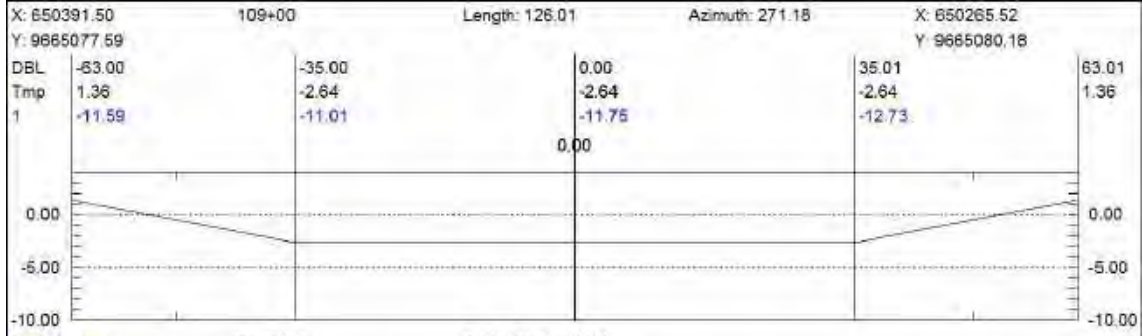 X: 650391.50 109+00 Length: 126.01 Azimuth: 271.18 X: 650265.52
Y: 9665077.59 Y: 9665080.18
DBL -63.00 -35.00 0.00 35.01 63.01
Tmp 1.36 -2.64 -2.64 -2.64 1.36
1 -11.59 -11.01 -11.75 -12.73
0.00
0.00 0.00
-5.00 -5.00
-10.00 -10.00